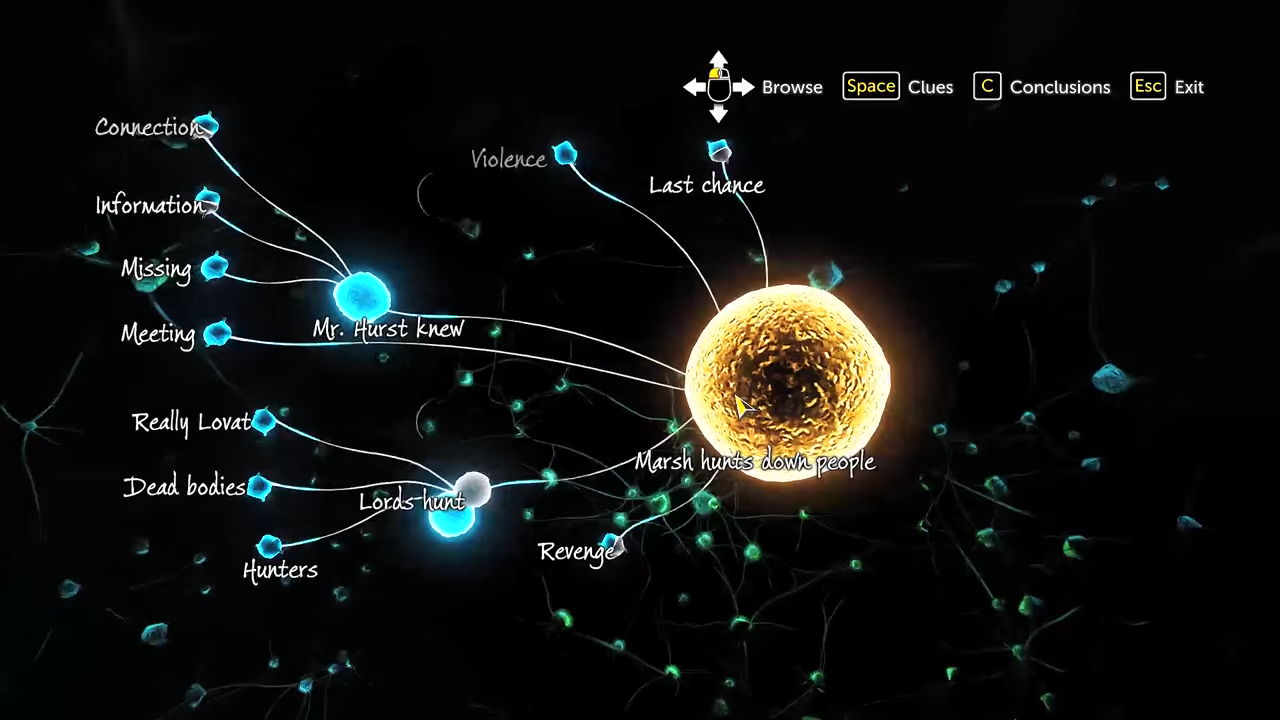 Browse
Space Clues
C Conclusions
Esc Exit
Connection
Violence
Last chance
Information
Missing
Mr. Hurst knew
Meeting
Really Lovat
Marsh hunts down people
Dead bodies
Lords hunt
Revenge
Hunters